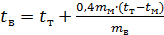 tв = tт + 0,4mм·(tт−tм) / mв